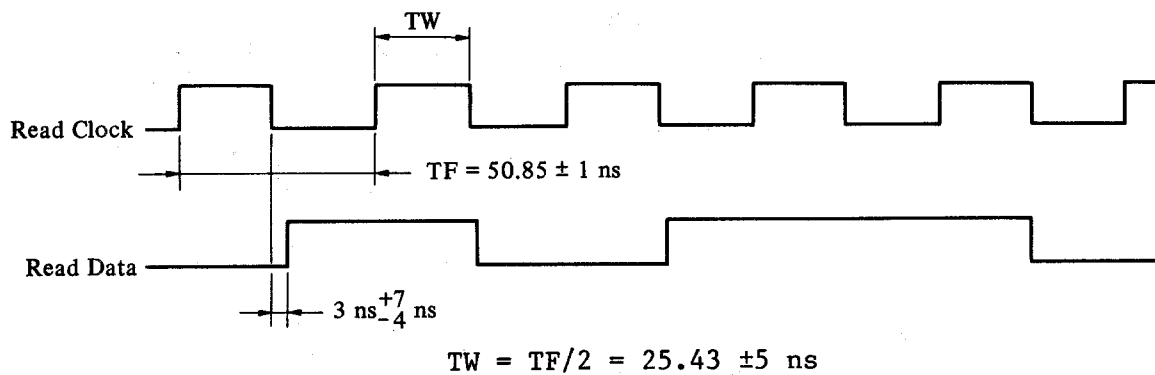 TW
Read Clock
TF = 50.85 ± 1 ns
Read Data
3 ns +7 -4 ns
TW = TF/2 = 25.43 ±5 ns